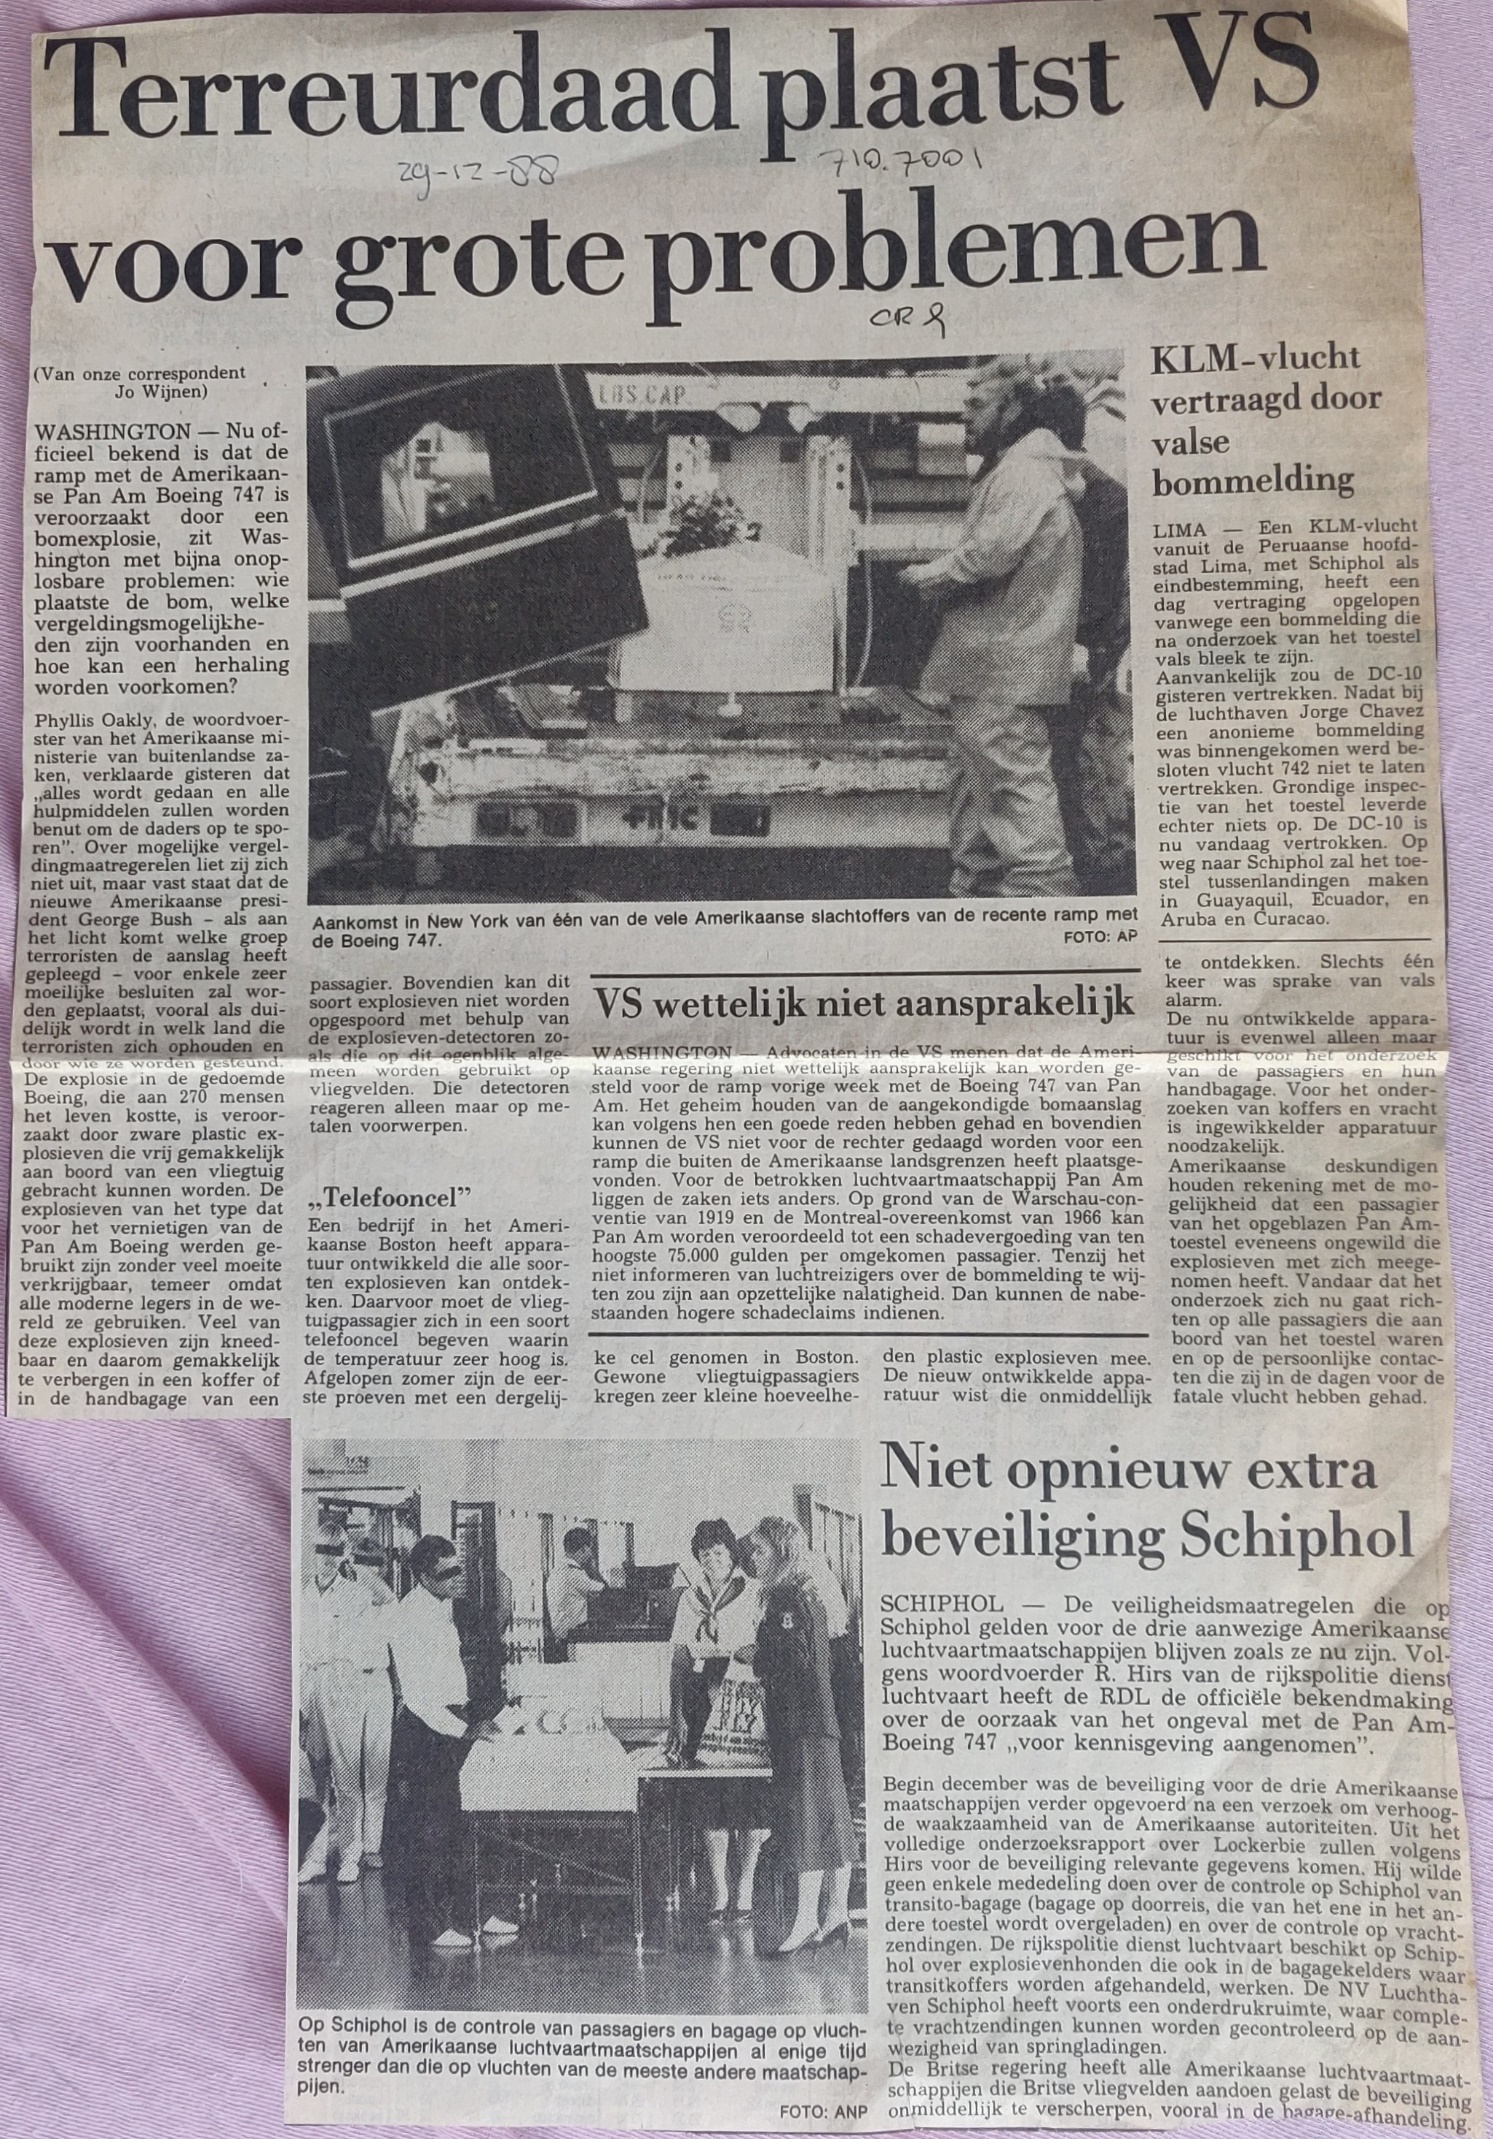 Terreurdaad plaatst VS
29-12-88
710.7001
voor grote problemen
CR
(Van onze correspondent
Jo Wijnen)
WASHINGTON — Nu of-
ficieel bekend is dat de
ramp met de Amerikaan-
se Pan Am Boeing 747 is
veroorzaakt door een
bomexplosie, zit Was-
hington met bijna onop-
losbare problemen: wie
plaatste de bom, welke
vergeldingsmogelijkhe-
den zijn voorhanden en
hoe kan een herhaling
worden voorkomen?
Phyllis Oakly, de woordvoer-
ster van het Amerikaanse mi-
nisterie van buitenlandse za-
ken, verklaarde gisteren dat
„alles wordt gedaan en alle
hulpmiddelen zullen worden
benut om de daders op te spo-
ren”. Over mogelijke vergel-
dingmaatregerelen liet zij zich
niet uit, maar vast staat dat de
nieuwe Amerikaanse presi-
dent George Bush – als aan
het licht komt welke groep
terroristen de aanslag heeft
gepleegd – voor enkele zeer
moeilijke besluiten zal wor-
den geplaatst, vooral als dui-
delijk wordt in welk land die
terroristen zich ophouden en
door wie ze worden gesteund.
De explosie in de gedoemde
Boeing, die aan 270 mensen
het leven kostte, is veroor-
zaakt door zware plastic ex-
plosieven die vrij gemakkelijk
aan boord van een vliegtuig
gebracht kunnen worden. De
explosieven van het type dat
voor het vernietigen van de
Pan Am Boeing werden ge-
bruikt zijn zonder veel moeite
verkrijgbaar, temeer omdat
alle moderne legers in de we-
reld ze gebruiken. Veel van
deze explosieven zijn kneed-
baar en daarom gemakkelijk
te verbergen in een koffer of
in de handbagage van een
LBS.CAP
FMC
Aankomst in New York van één van de vele Amerikaanse slachtoffers van de recente ramp met
de Boeing 747.
FOTO: AP
passagier. Bovendien kan dit
soort explosieven niet worden
opgespoord met behulp van
de explosieven-detectoren zo-
als die op dit ogenblik alge-
meen worden gebruikt op
vliegvelden. Die detectoren
reageren alleen maar op me-
talen voorwerpen.
„Telefooncel”
Een bedrijf in het Ameri-
kaanse Boston heeft appara-
tuur ontwikkeld die alle soor-
ten explosieven kan ontdek-
ken. Daarvoor moet de vlieg-
tuigpassagier zich in een soort
telefooncel begeven waarin
de temperatuur zeer hoog is.
Afgelopen zomer zijn de eer-
ste proeven met een dergelij-
VS wettelijk niet aansprakelijk
WASHINGTON — Advocaten in de VS menen dat de Ameri-
kaanse regering niet wettelijk aansprakelijk kan worden ge-
steld voor de ramp vorige week met de Boeing 747 van Pan
Am. Het geheim houden van de aangekondigde bomaanslag
kan volgens hen een goede reden hebben gehad en bovendien
kunnen de VS niet voor de rechter gedaagd worden voor een
ramp die buiten de Amerikaanse landsgrenzen heeft plaatsge-
vonden. Voor de betrokken luchtvaartmaatschappij Pan Am
liggen de zaken iets anders. Op grond van de Warschau-con-
ventie van 1919 en de Montreal-overeenkomst van 1966 kan
Pan Am worden veroordeeld tot een schadevergoeding van ten
hoogste 75.000 gulden per omgekomen passagier. Tenzij het
niet informeren van luchtreizigers over de bommelding te wij-
ten zou zijn aan opzettelijke nalatigheid. Dan kunnen de nabe-
staanden hogere schadeclaims indienen.
ke cel genomen in Boston.
Gewone vliegtuigpassagiers
kregen zeer kleine hoeveelhe-
den plastic explosieven mee.
De nieuw ontwikkelde appa-
ratuur wist die onmiddellijk
KLM-vlucht
vertraagd door
valse
bommelding
LIMA — Een KLM-vlucht
vanuit de Peruaanse hoofd-
stad Lima, met Schiphol als
eindbestemming, heeft een
dag vertraging opgelopen
vanwege een bommelding die
na onderzoek van het toestel
vals bleek te zijn.
Aanvankelijk zou de DC-10
gisteren vertrekken. Nadat bij
de luchthaven Jorge Chavez
een anonieme bommelding
was binnengekomen werd be-
sloten vlucht 742 niet te laten
vertrekken. Grondige inspec-
tie van het toestel leverde
echter niets op. De DC-10 is
nu vandaag vertrokken. Op
weg naar Schiphol zal het toe-
stel tussenlandingen maken
in Guayaquil, Ecuador, en
Aruba en Curacao.
te ontdekken. Slechts één
keer was sprake van vals
alarm.
De nu ontwikkelde appara-
tuur is evenwel alleen maar
geschikt voor het onderzoek
van de passagiers en hun
handbagage. Voor het onder-
zoeken van koffers en vracht
is ingewikkelder apparatuur
noodzakelijk.
Amerikaanse deskundigen
houden rekening met de mo-
gelijkheid dat een passagier
van het opgeblazen Pan Am-
toestel eveneens ongewild die
explosieven met zich meege-
nomen heeft. Vandaar dat het
onderzoek zich nu gaat rich-
ten op alle passagiers die aan
boord van het toestel waren
en op de persoonlijke contac-
ten die zij in de dagen voor de
fatale vlucht hebben gehad.
Op Schiphol is de controle van passagiers en bagage op vluch-
ten van Amerikaanse luchtvaartmaatschappijen al enige tijd
strenger dan die op vluchten van de meeste andere maatschap-
pijen.
FOTO: ANP
Niet opnieuw extra
beveiliging Schiphol
SCHIPHOL — De veiligheidsmaatregelen die op
Schiphol gelden voor de drie aanwezige Amerikaanse
luchtvaartmaatschappijen blijven zoals ze nu zijn. Vol-
gens woordvoerder R. Hirs van de rijkspolitie dienst
luchtvaart heeft de RDL de officiële bekendmaking
over de oorzaak van het ongeval met de Pan Am-
Boeing 747 „voor kennisgeving aangenomen”.
Begin december was de beveiliging voor de drie Amerikaanse
maatschappijen verder opgevoerd na een verzoek om verhoog-
de waakzaamheid van de Amerikaanse autoriteiten. Uit het
volledige onderzoeksrapport over Lockerbie zullen volgens
Hirs voor de beveiliging relevante gegevens komen. Hij wilde
geen enkele mededeling doen over de controle op Schiphol van
transito-bagage (bagage op doorreis, die van het ene in het an-
dere toestel wordt overgeladen) en over de controle op vracht-
zendingen. De rijkspolitie dienst luchtvaart beschikt op Schip-
hol over explosievenhonden die ook in de bagagekelders waar
transitkoffers worden afgehandeld, werken. De NV Luchtha-
ven Schiphol heeft voorts een onderdrukruimte, waar comple-
te vrachtzendingen kunnen worden gecontroleerd op de aan-
wezigheid van springladingen.
De Britse regering heeft alle Amerikaanse luchtvaartmaat-
schappijen die Britse vliegvelden aandoen gelast de beveiliging
onmiddellijk te verscherpen, vooral in de bagage-afhandeling.